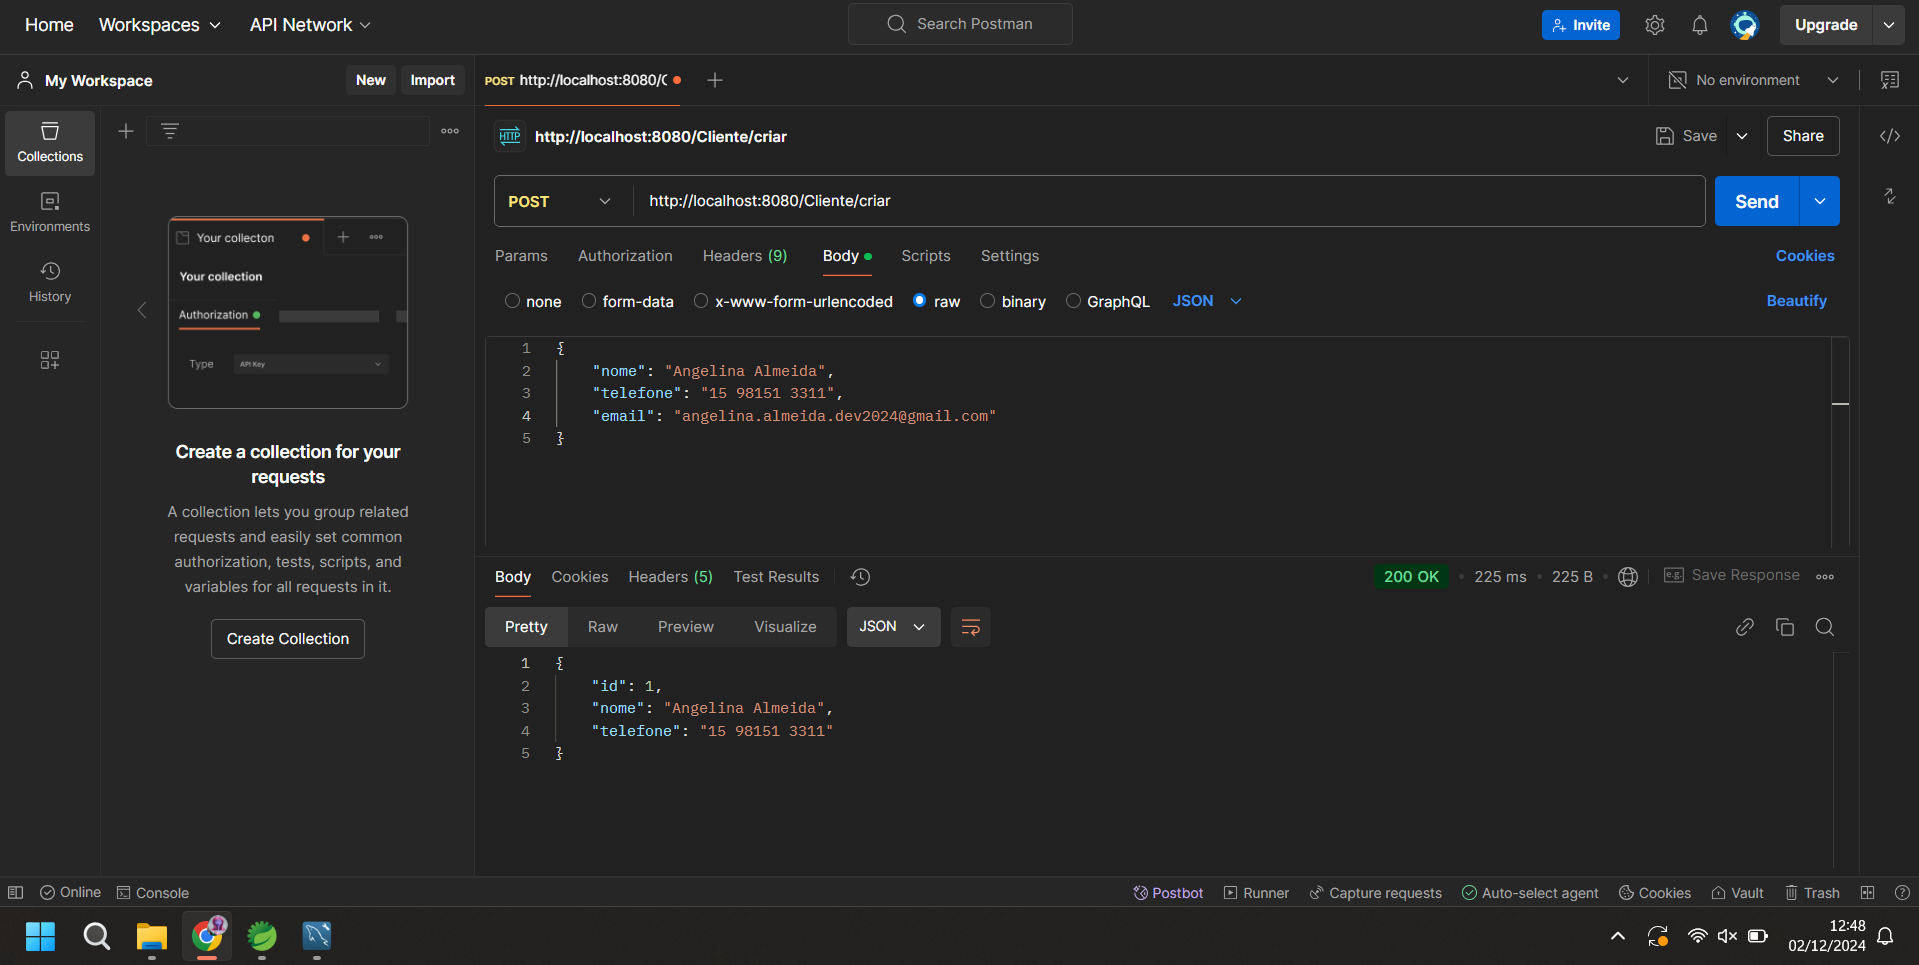 Home Workspaces API Network Search Postman Invite Upgrade
My Workspace New Import POST http://localhost:8080/C No environment
Collections
Environments
History
Your collecton
Your collection
Authorization
Type API Key
Create a collection for your
requests
A collection lets you group related
requests and easily set common
authorization, tests, scripts, and
variables for all requests in it.
Create Collection
HTTP http://localhost:8080/Cliente/criar Save Share
POST http://localhost:8080/Cliente/criar Send
Params Authorization Headers (9) Body Scripts Settings Cookies
none form-data x-www-form-urlencoded raw binary GraphQL JSON Beautify
1 {
2 "nome": "Angelina Almeida",
3 "telefone": "15 98151 3311",
4 "email": "angelina.almeida.dev2024@gmail.com"
5 }
Body Cookies Headers (5) Test Results 200 OK 225 ms 225 B e.g. Save Response
Pretty Raw Preview Visualize JSON
1 {
2 "id": 1,
3 "nome": "Angelina Almeida",
4 "telefone": "15 98151 3311"
5 }
Online Console Postbot Runner Capture requests Auto-select agent Cookies Vault Trash
12:48
02/12/2024